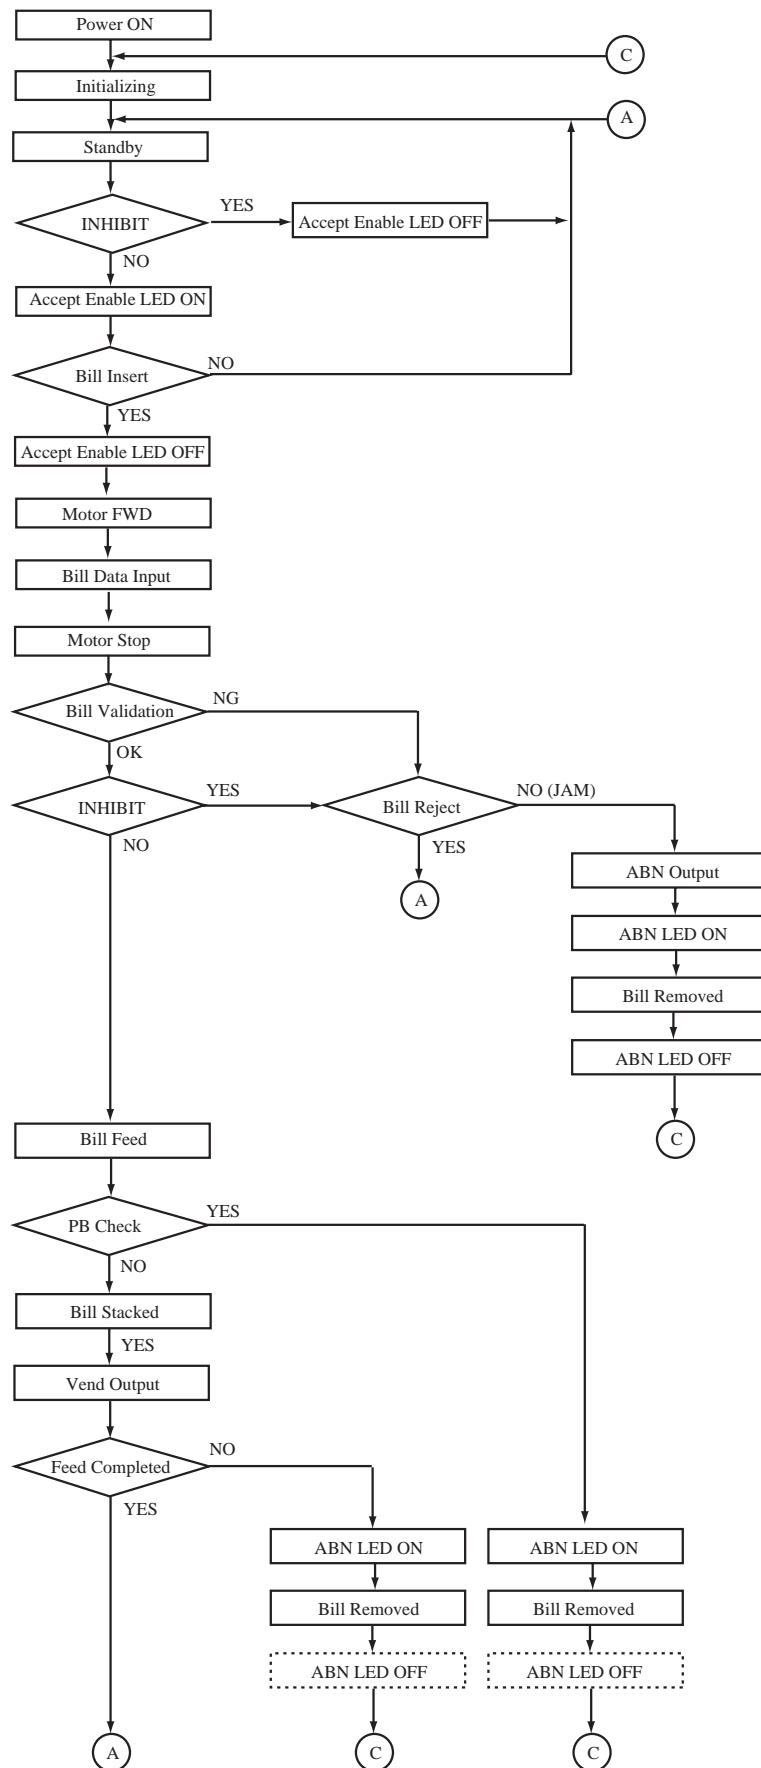 Power ON
C
Initializing
A
Standby
INHIBIT
YES
Accept Enable LED OFF
NO
Accept Enable LED ON
Bill Insert
NO
YES
Accept Enable LED OFF
Motor FWD
Bill Data Input
Motor Stop
Bill Validation
NG
OK
INHIBIT
YES
Bill Reject
NO (JAM)
NO
YES
A
ABN Output
ABN LED ON
Bill Removed
ABN LED OFF
C
Bill Feed
PB Check
YES
NO
Bill Stacked
YES
Vend Output
Feed Completed
NO
YES
ABN LED ON
ABN LED ON
Bill Removed
Bill Removed
ABN LED OFF
ABN LED OFF
A
C
C